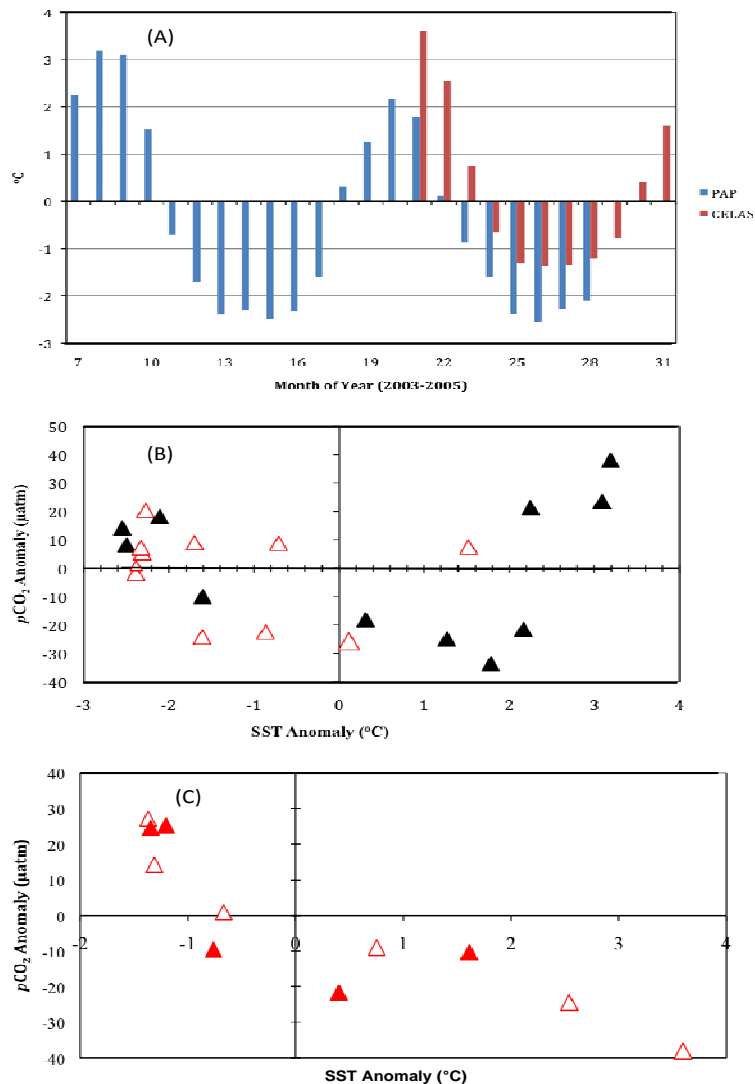 (A)
4
3
2
1
0
-1
-2
-3
°C
7 10 13 16 19 22 25 28 31
Month of Year (2003-2005)
PAP
CELAS
(B)
50
40
30
20
10
0
-10
-20
-30
-40
pCO2 Anomaly (µatm)
-3 -2 -1 0 1 2 3 4
SST Anomaly (°C)
(C)
40
30
20
10
0
-10
-20
-30
-40
pCO2 Anomaly (µatm)
-2 -1 0 1 2 3 4
SST Anomaly (°C)